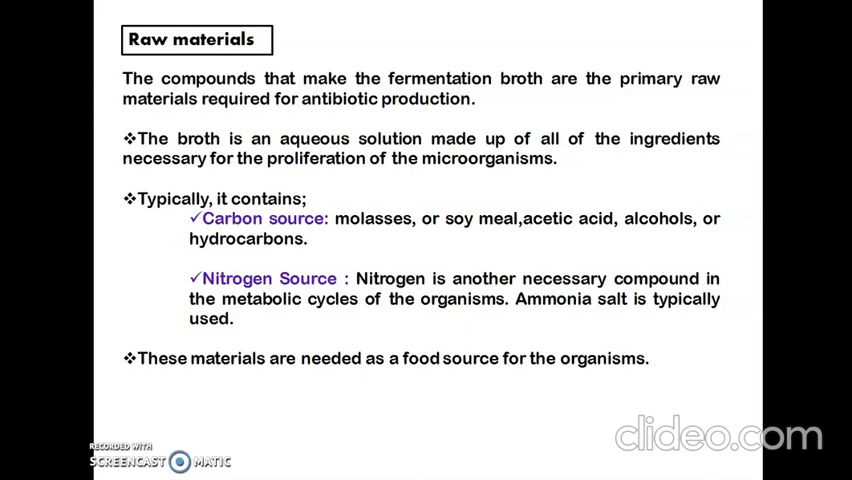 Raw materials
The compounds that make the fermentation broth are the primary raw
materials required for antibiotic production.
❖The broth is an aqueous solution made up of all of the ingredients
necessary for the proliferation of the microorganisms.
❖Typically, it contains;
✓Carbon source: molasses, or soy meal,acetic acid, alcohols, or
hydrocarbons.
✓Nitrogen Source : Nitrogen is another necessary compound in
the metabolic cycles of the organisms. Ammonia salt is typically
used.
❖These materials are needed as a food source for the organisms.
clideo.com
RECORDED WITH
SCREENCAST MATIC